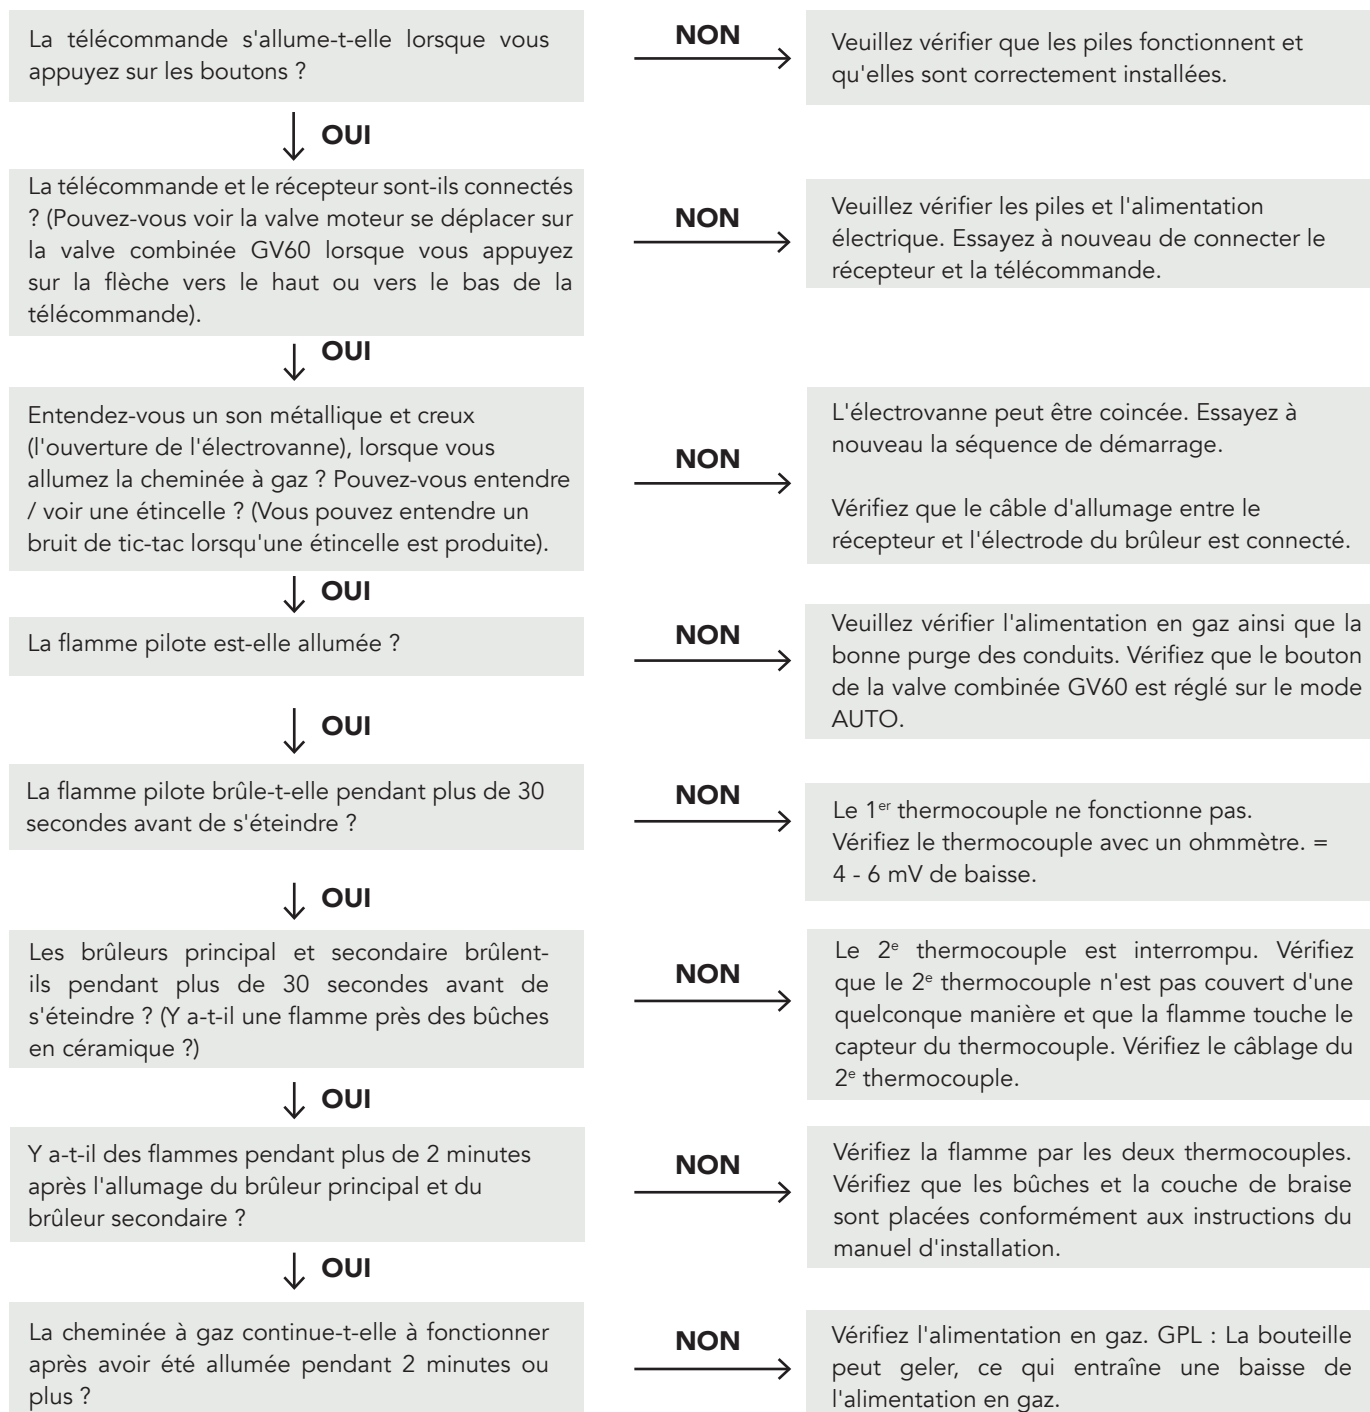 La télécommande s'allume-t-elle lorsque vous
appuyez sur les boutons ?
NON
Veuillez vérifier que les piles fonctionnent et
qu'elles sont correctement installées.
OUI
La télécommande et le récepteur sont-ils connectés
? (Pouvez-vous voir la valve moteur se déplacer sur
la valve combinée GV60 lorsque vous appuyez
sur la flèche vers le haut ou vers le bas de la
télécommande).
NON
Veuillez vérifier les piles et l'alimentation
électrique. Essayez à nouveau de connecter le
récepteur et la télécommande.
OUI
Entendez-vous un son métallique et creux
(l'ouverture de l'électrovanne), lorsque vous
allumez la cheminée à gaz ? Pouvez-vous entendre
/ voir une étincelle ? (Vous pouvez entendre un
bruit de tic-tac lorsqu'une étincelle est produite).
NON
L'électrovanne peut être coincée. Essayez à
nouveau la séquence de démarrage.
Vérifiez que le câble d'allumage entre le
récepteur et l'électrode du brûleur est connecté.
OUI
La flamme pilote est-elle allumée ?
NON
Veuillez vérifier l'alimentation en gaz ainsi que la
bonne purge des conduits. Vérifiez que le bouton
de la valve combinée GV60 est réglé sur le mode
AUTO.
OUI
La flamme pilote brûle-t-elle pendant plus de 30
secondes avant de s'éteindre ?
NON
Le 1er thermocouple ne fonctionne pas.
Vérifiez le thermocouple avec un ohmmètre. =
4 - 6 mV de baisse.
OUI
Les brûleurs principal et secondaire brûlent-
ils pendant plus de 30 secondes avant de
s'éteindre ? (Y a-t-il une flamme près des bûches
en céramique ?)
NON
Le 2e thermocouple est interrompu. Vérifiez
que le 2e thermocouple n'est pas couvert d'une
quelconque manière et que la flamme touche le
capteur du thermocouple. Vérifiez le câblage du
2e thermocouple.
OUI
Y a-t-il des flammes pendant plus de 2 minutes
après l'allumage du brûleur principal et du
brûleur secondaire ?
NON
Vérifiez la flamme par les deux thermocouples.
Vérifiez que les bûches et la couche de braise
sont placées conformément aux instructions du
manuel d'installation.
OUI
La cheminée à gaz continue-t-elle à fonctionner
après avoir été allumée pendant 2 minutes ou
plus ?
NON
Vérifiez l'alimentation en gaz. GPL : La bouteille
peut geler, ce qui entraîne une baisse de
l'alimentation en gaz.